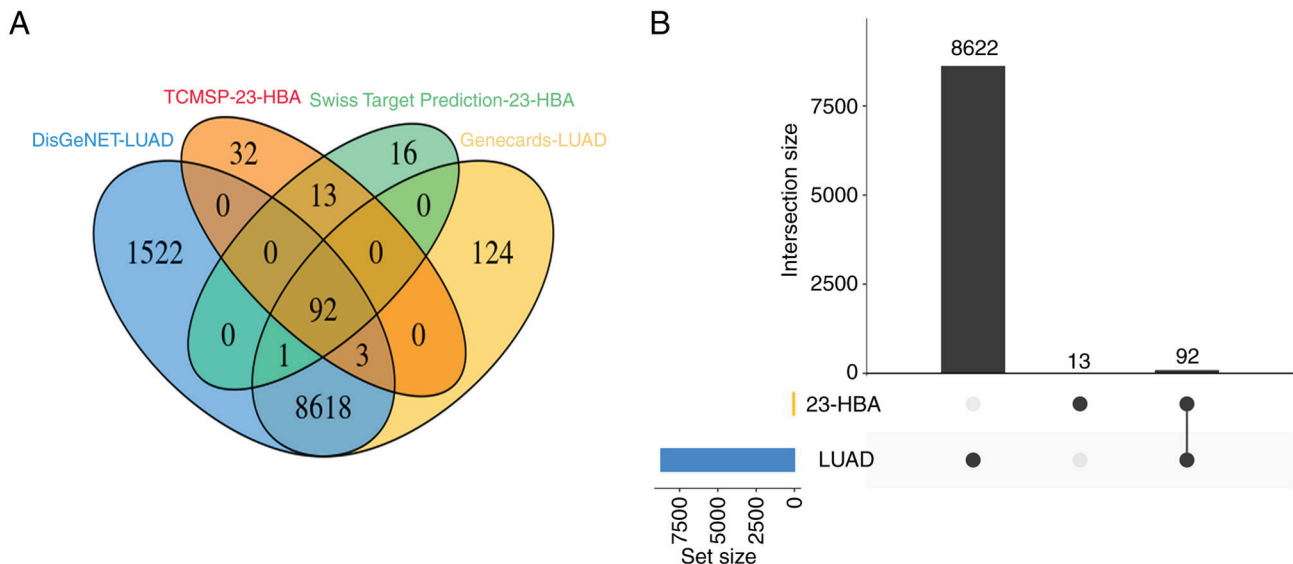 A
TCMSP-23-HBA
Swiss Target Prediction-23-HBA
DisGeNET-LUAD
Genecards-LUAD
32
16
0
13
0
1522
0
0
124
92
0
0
1
3
8618
B
8622
Intersection size
7500
5000
2500
0
13
92
23-HBA
LUAD
7500
5000
2500
0
Set size